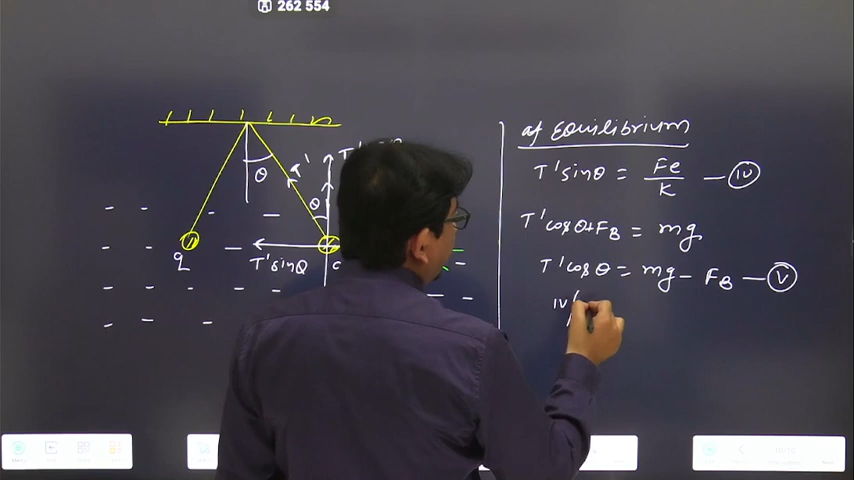 262 554
at Equilibrium
T' sinθ = Fe/K — IV
T' cosθ + FB = mg
T' cosθ = mg - FB — V
IV/
θ
T'
θ
q
T' sinθ